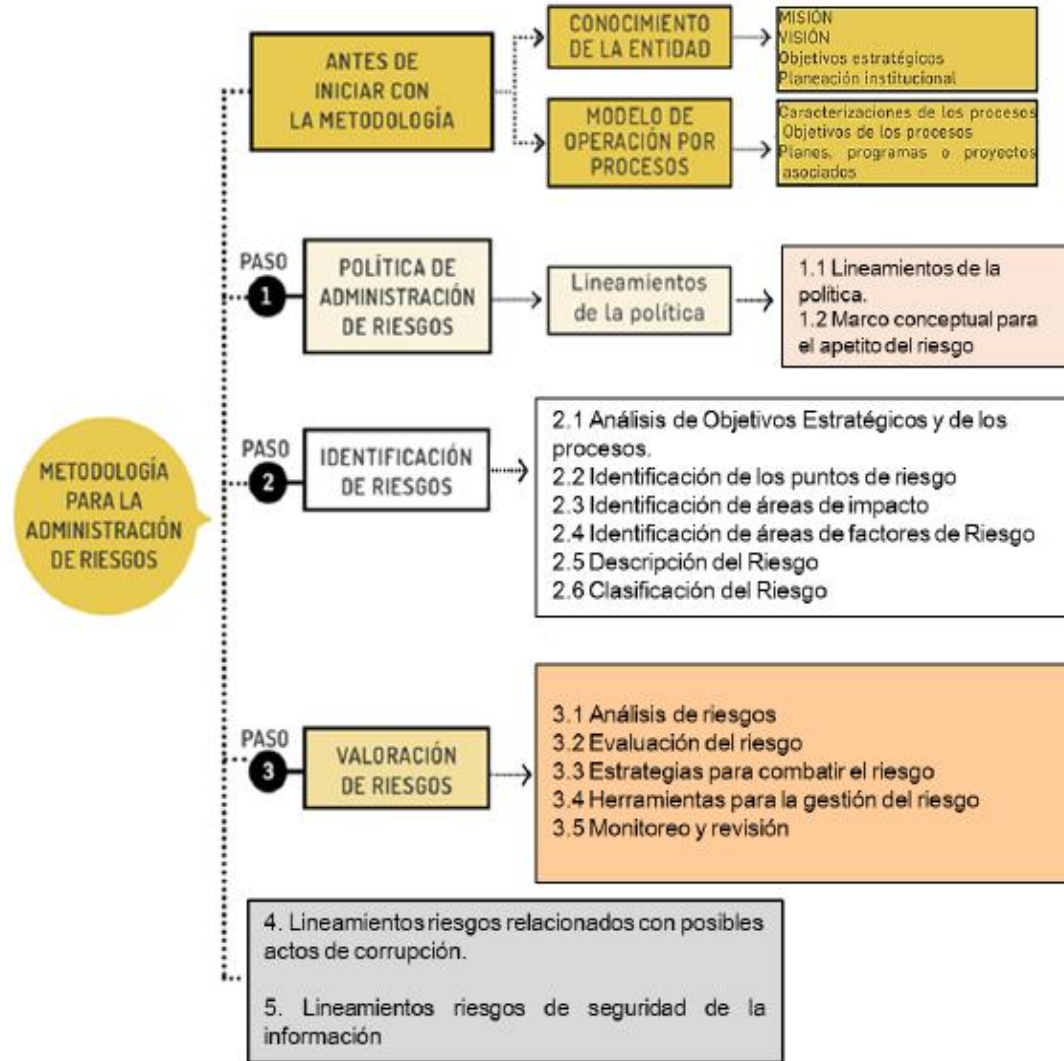 METODOLOGÍA
PARA LA
ADMINISTRACIÓN
DE RIESGOS
ANTES DE
INICIAR CON
LA METODOLOGÍA
CONOCIMIENTO
DE LA ENTIDAD
MISIÓN
VISIÓN
Objetivos estratégicos
Planeación institucional
MODELO DE
OPERACIÓN POR
PROCESOS
Caracterizaciones de los procesos
Objetivos de los procesos
Planes, programas o proyectos
asociados
PASO
1
POLÍTICA DE
ADMINISTRACIÓN
DE RIESGOS
Lineamientos
de la política
1.1 Lineamientos de la
política.
1.2 Marco conceptual para
el apetito del riesgo
PASO
2
IDENTIFICACIÓN
DE RIESGOS
2.1 Análisis de Objetivos Estratégicos y de los
procesos.
2.2 Identificación de los puntos de riesgo
2.3 Identificación de áreas de impacto
2.4 Identificación de áreas de factores de Riesgo
2.5 Descripción del Riesgo
2.6 Clasificación del Riesgo
PASO
3
VALORACIÓN
DE RIESGOS
3.1 Análisis de riesgos
3.2 Evaluación del riesgo
3.3 Estrategias para combatir el riesgo
3.4 Herramientas para la gestión del riesgo
3.5 Monitoreo y revisión
4. Lineamientos riesgos relacionados con posibles
actos de corrupción.
5. Lineamientos riesgos de seguridad de la
información